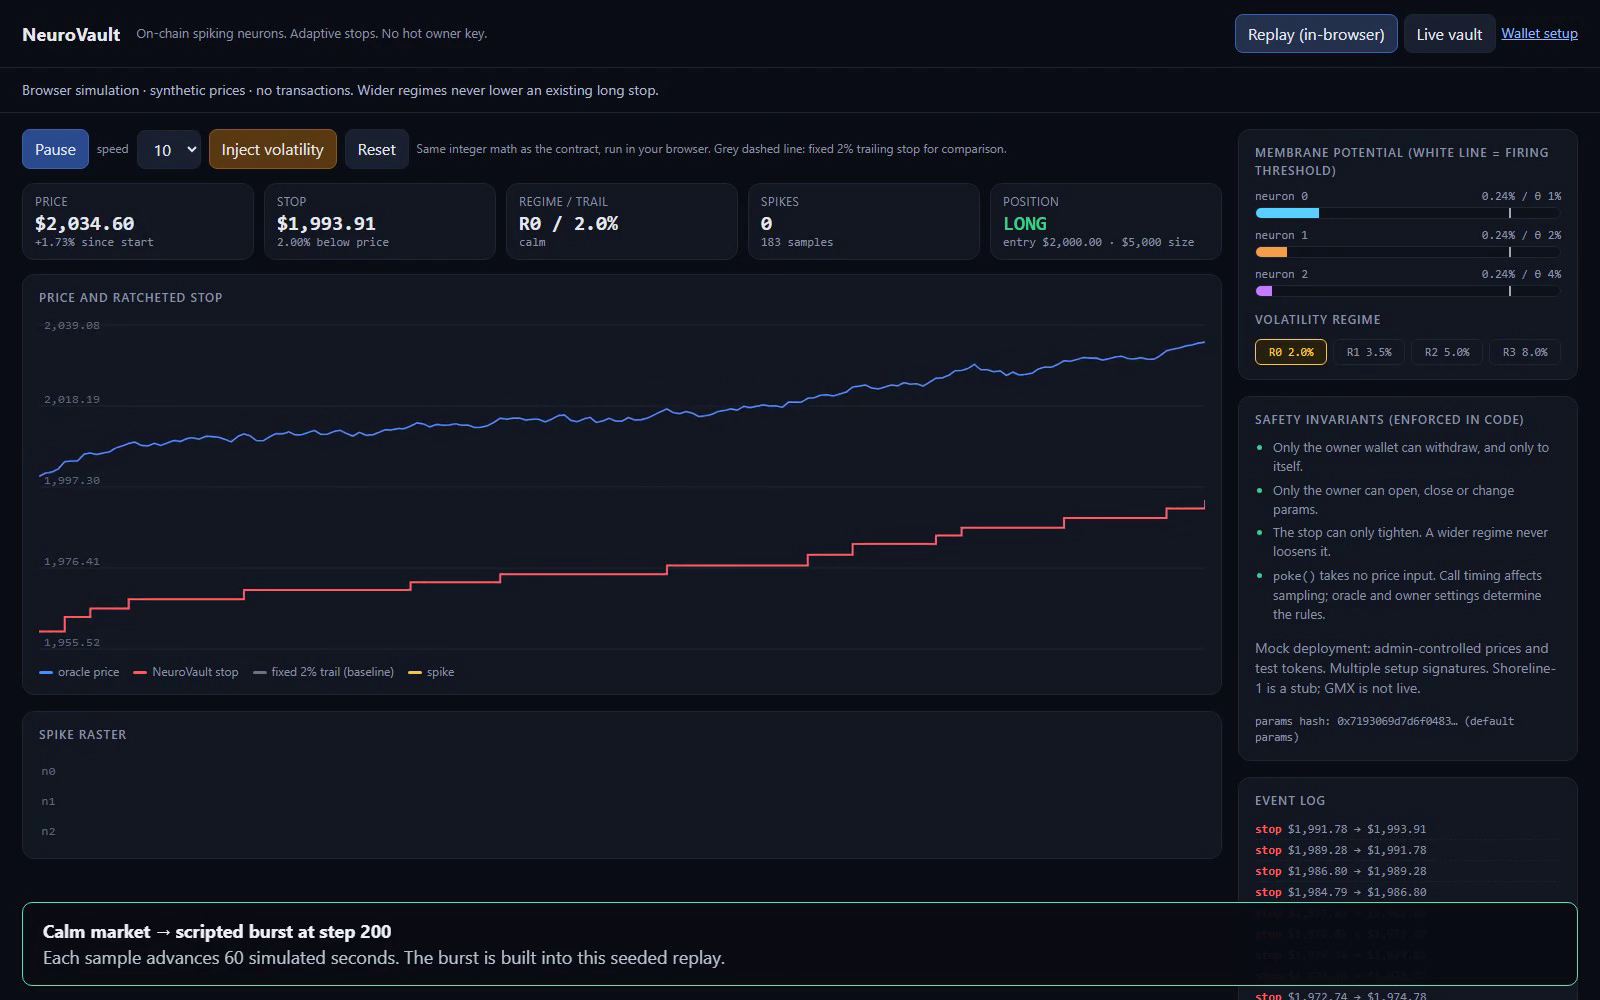 NeuroVault On-chain spiking neurons. Adaptive stops. No hot owner key.
Replay (in-browser) Live vault Wallet setup
Browser simulation · synthetic prices · no transactions. Wider regimes never lower an existing long stop.
Pause speed 10 Inject volatility Reset Same integer math as the contract, run in your browser. Grey dashed line: fixed 2% trailing stop for comparison.
PRICE
$2,034.60
+1.73% since start
STOP
$1,993.91
2.00% below price
REGIME / TRAIL
R0 / 2.0%
calm
SPIKES
0
183 samples
POSITION
LONG
entry $2,000.00 · $5,000 size
PRICE AND RATCHETED STOP
2,039.08
2,018.19
1,997.30
1,976.41
1,955.52
oracle price NeuroVault stop fixed 2% trail (baseline) spike
SPIKE RASTER
n0
n1
n2
MEMBRANE POTENTIAL (WHITE LINE = FIRING
THRESHOLD)
neuron 0 0.24% / θ 1%
neuron 1 0.24% / θ 2%
neuron 2 0.24% / θ 4%
VOLATILITY REGIME
R0 2.0% R1 3.5% R2 5.0% R3 8.0%
SAFETY INVARIANTS (ENFORCED IN CODE)
Only the owner wallet can withdraw, and only to
itself.
Only the owner can open, close or change
params.
The stop can only tighten. A wider regime never
loosens it.
poke() takes no price input. Call timing affects
sampling; oracle and owner settings determine
the rules.
Mock deployment: admin-controlled prices and
test tokens. Multiple setup signatures. Shoreline-
1 is a stub; GMX is not live.
params hash: 0x7193069d7d6f0483… (default
params)
EVENT LOG
stop $1,991.78 → $1,993.91
stop $1,989.28 → $1,991.78
stop $1,986.80 → $1,989.28
stop $1,984.79 → $1,986.80
stop $1,972.74 → $1,974.78
Calm market → scripted burst at step 200
Each sample advances 60 simulated seconds. The burst is built into this seeded replay.